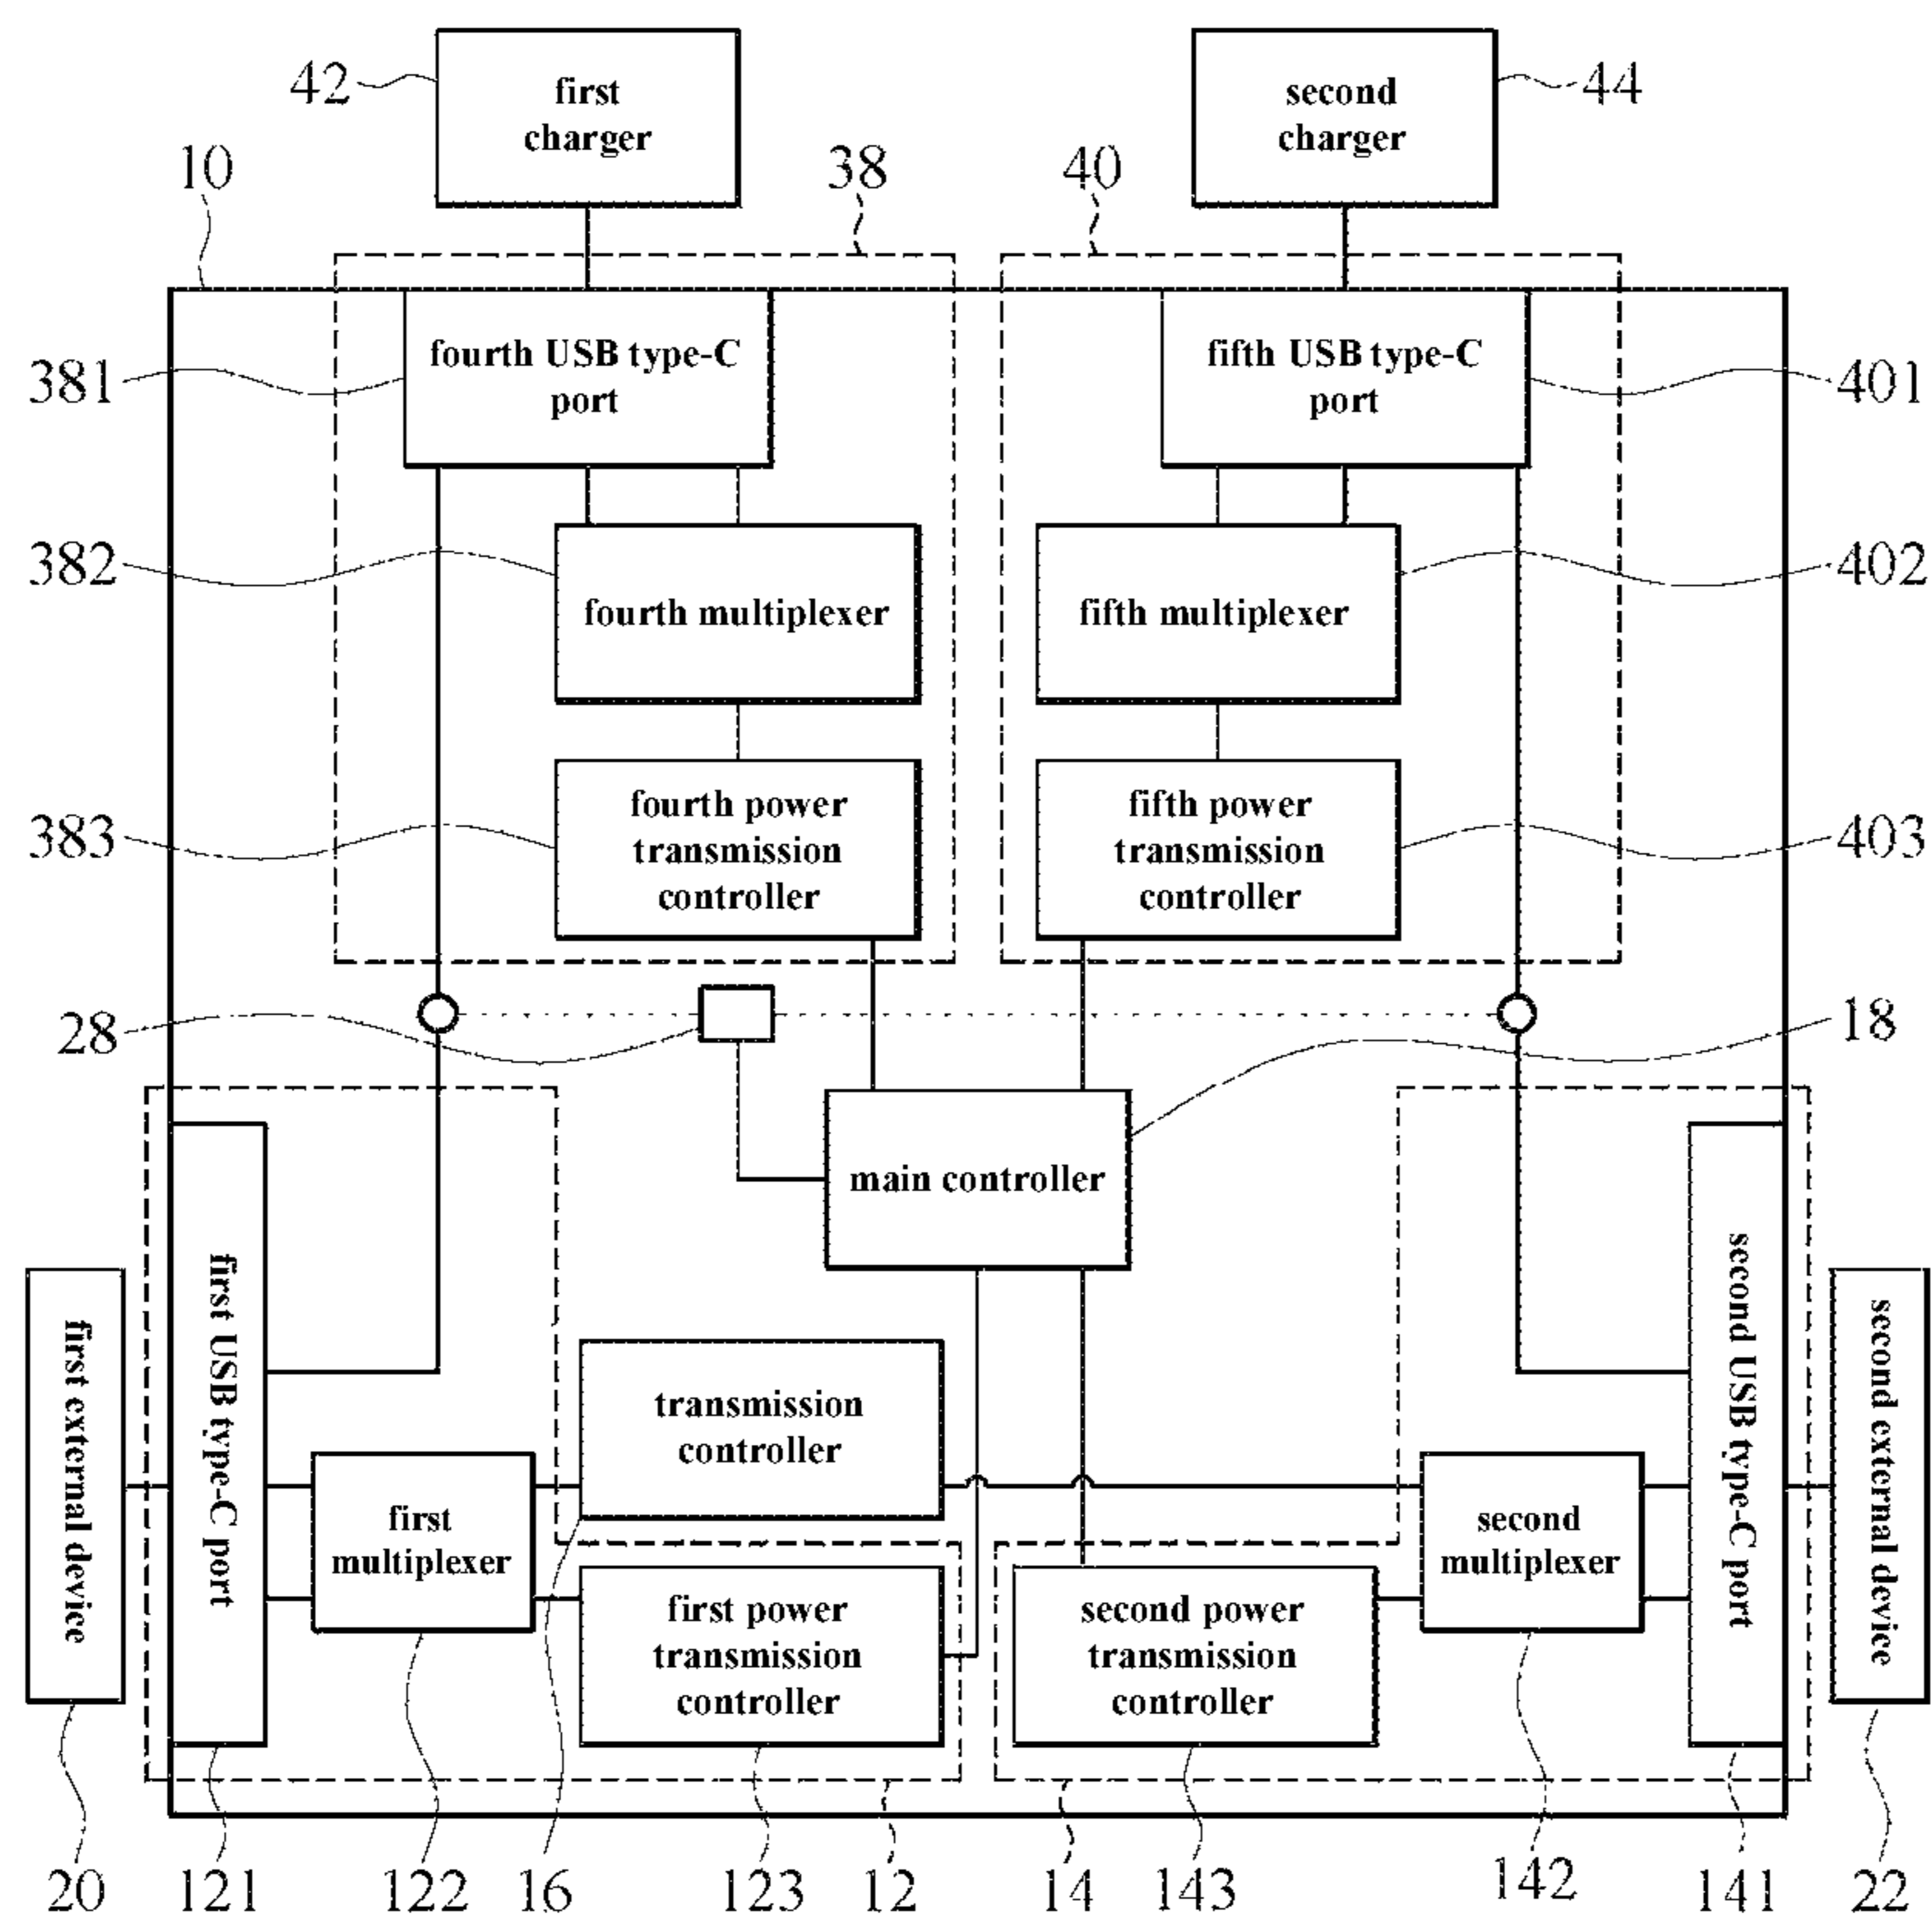 42
first
charger
second
charger
44
10
38
40
381
fourth USB type-C
port
fifth USB type-C
port
401
382
fourth multiplexer
fifth multiplexer
402
383
fourth power
transmission
controller
fifth power
transmission
controller
403
28
18
main controller
first external device
first USB type-C port
transmission
controller
first
multiplexer
first power
transmission
controller
second power
transmission
controller
second
multiplexer
second USB type-C port
second external device
20
121
122
16
123
12
14
143
142
141
22